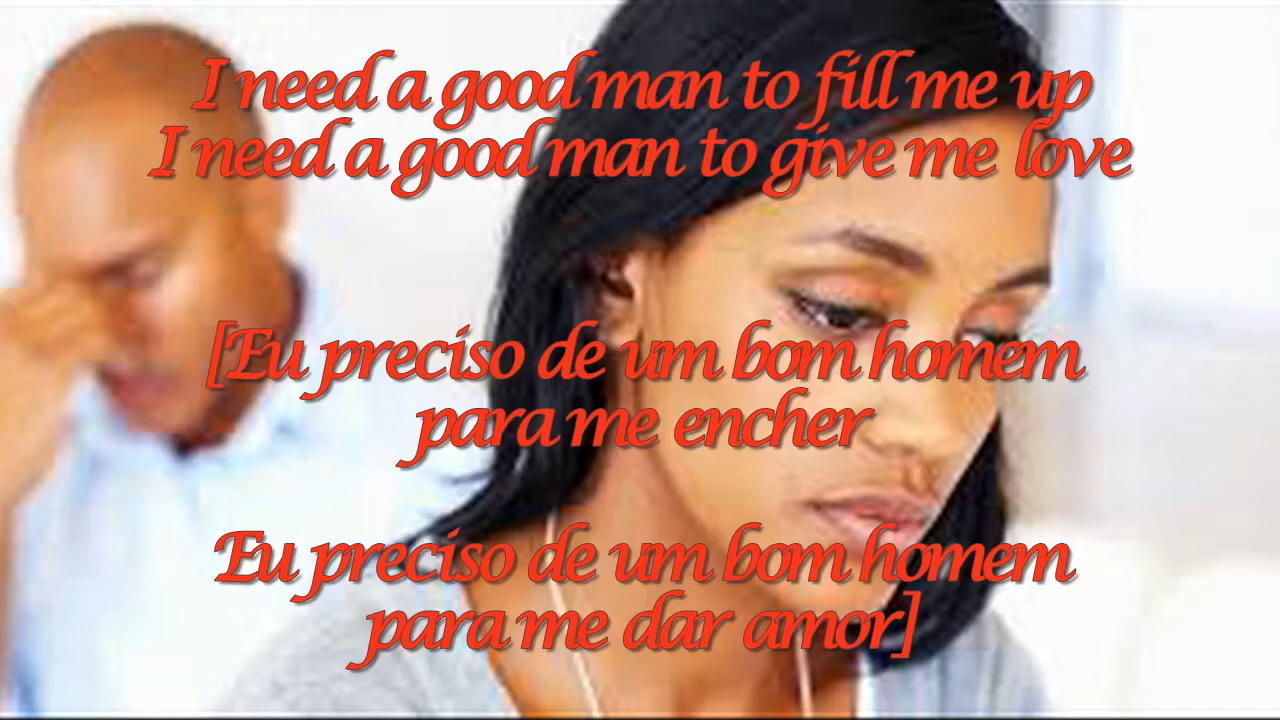 I need a good man to fill me up
I need a good man to give me love
[Eu preciso de um bom homem
para me encher
Eu preciso de um bom homem
para me dar amor]